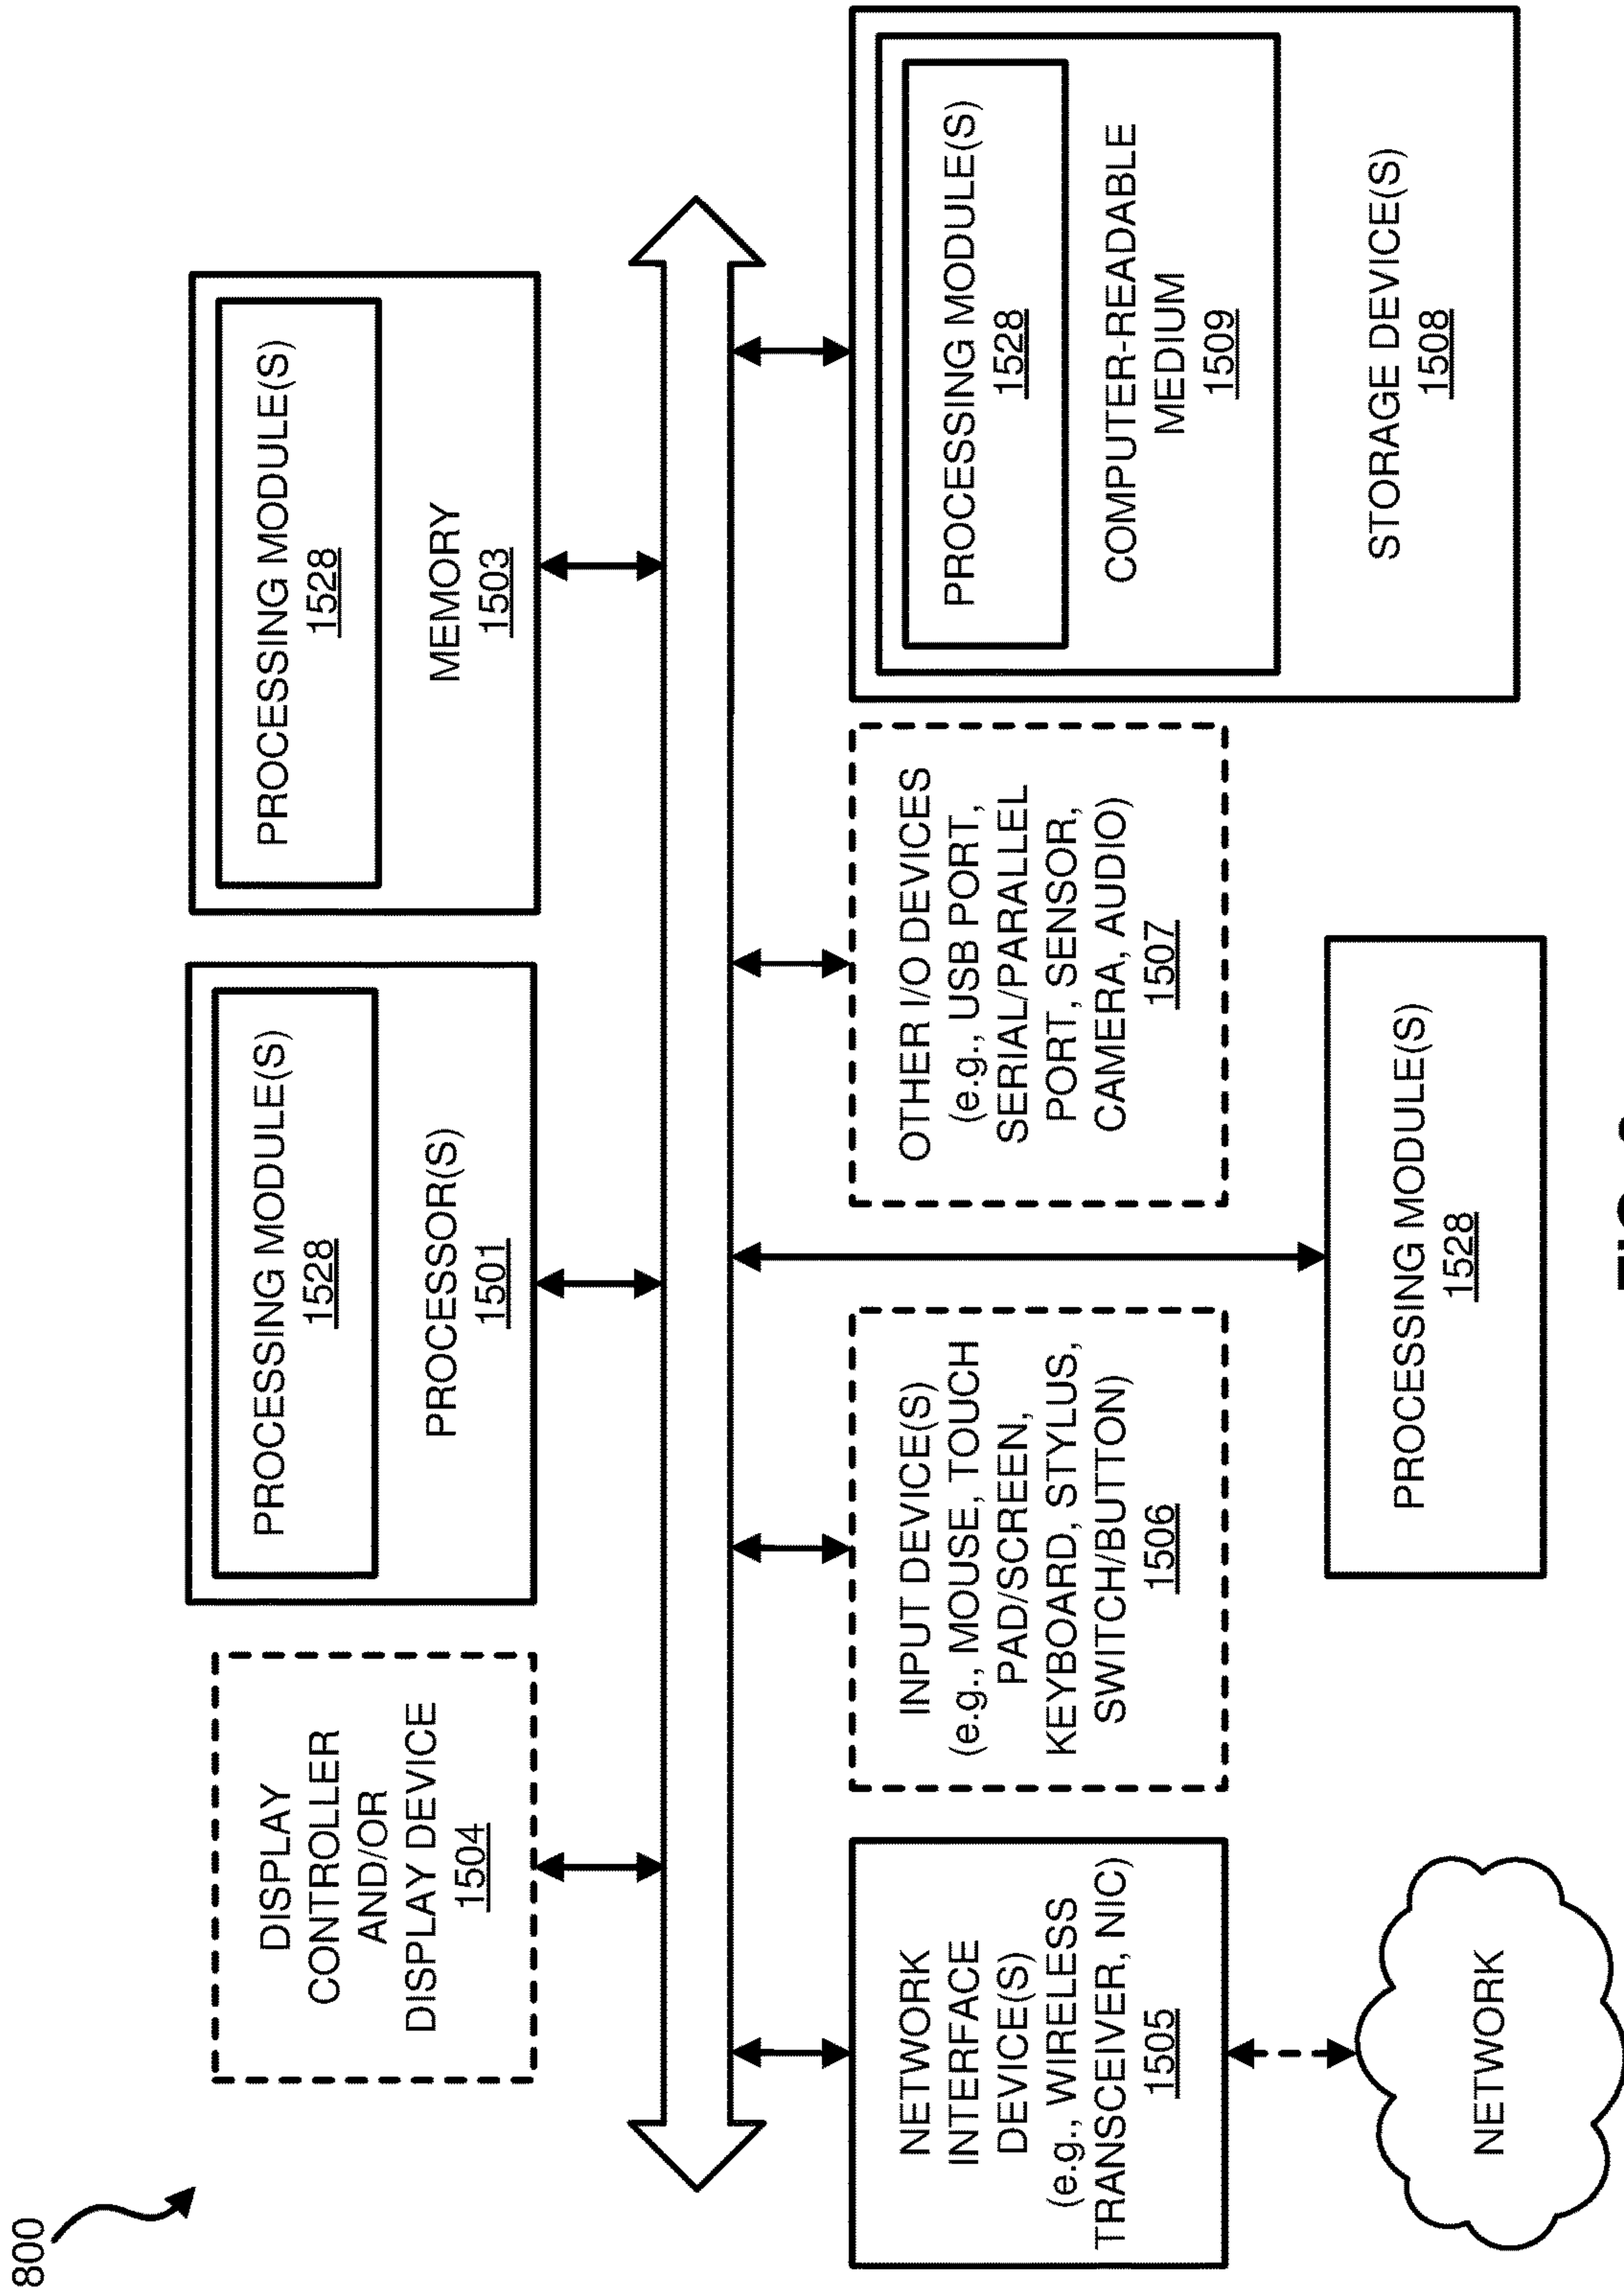 800
DISPLAY
CONTROLLER
AND/OR
DISPLAY DEVICE
1504
PROCESSING MODULE(S)
1528
PROCESSOR(S)
1501
PROCESSING MODULE(S)
1528
MEMORY
1503
NETWORK
INTERFACE
DEVICE(S)
(e.g., WIRELESS
TRANSCEIVER, NIC)
1505
INPUT DEVICE(S)
(e.g., MOUSE, TOUCH
PAD/SCREEN,
KEYBOARD, STYLUS,
SWITCH/BUTTON)
1506
OTHER I/O DEVICES
(e.g., USB PORT,
SERIAL/PARALLEL
PORT, SENSOR,
CAMERA, AUDIO)
1507
PROCESSING MODULE(S)
1528
COMPUTER-READABLE
MEDIUM
1509
STORAGE DEVICE(S)
1508
NETWORK
PROCESSING MODULE(S)
1528